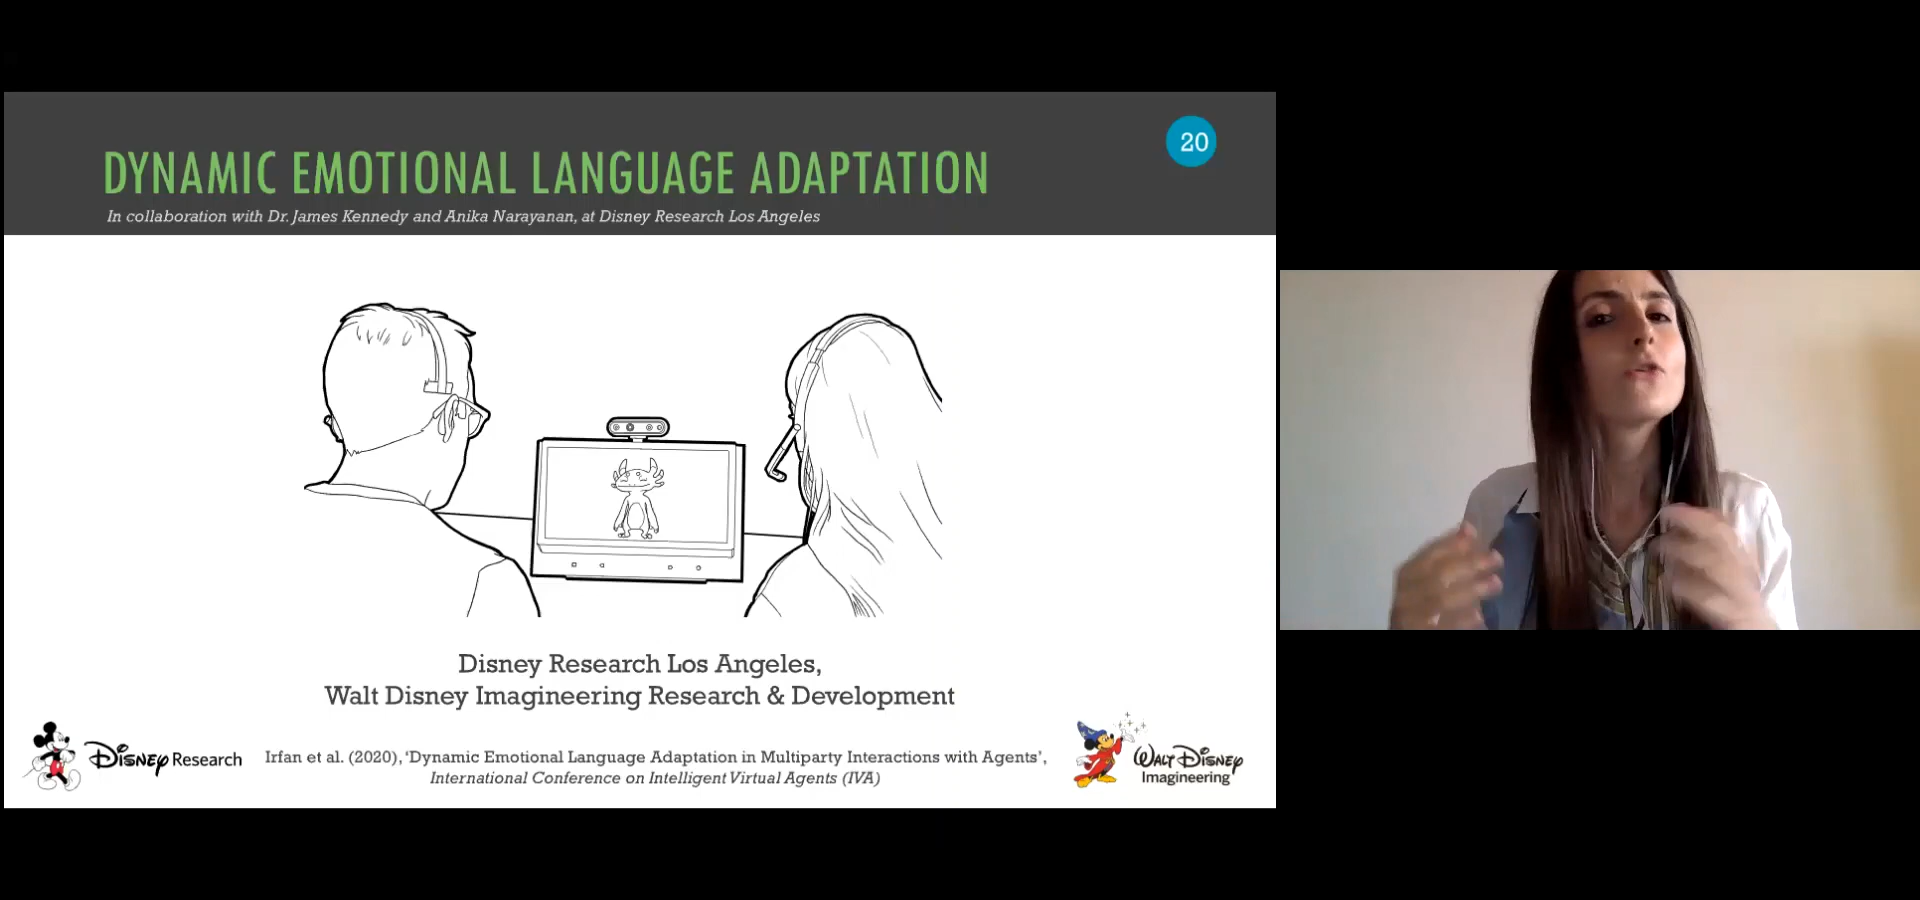 DYNAMIC EMOTIONAL LANGUAGE ADAPTATION
20
In collaboration with Dr. James Kennedy and Anika Narayanan, at Disney Research Los Angeles
Disney Research Los Angeles,
Walt Disney Imagineering Research & Development
Disney Research
Irfan et al. (2020), ‘Dynamic Emotional Language Adaptation in Multiparty Interactions with Agents’,
International Conference on Intelligent Virtual Agents (IVA)
Walt Disney
Imagineering